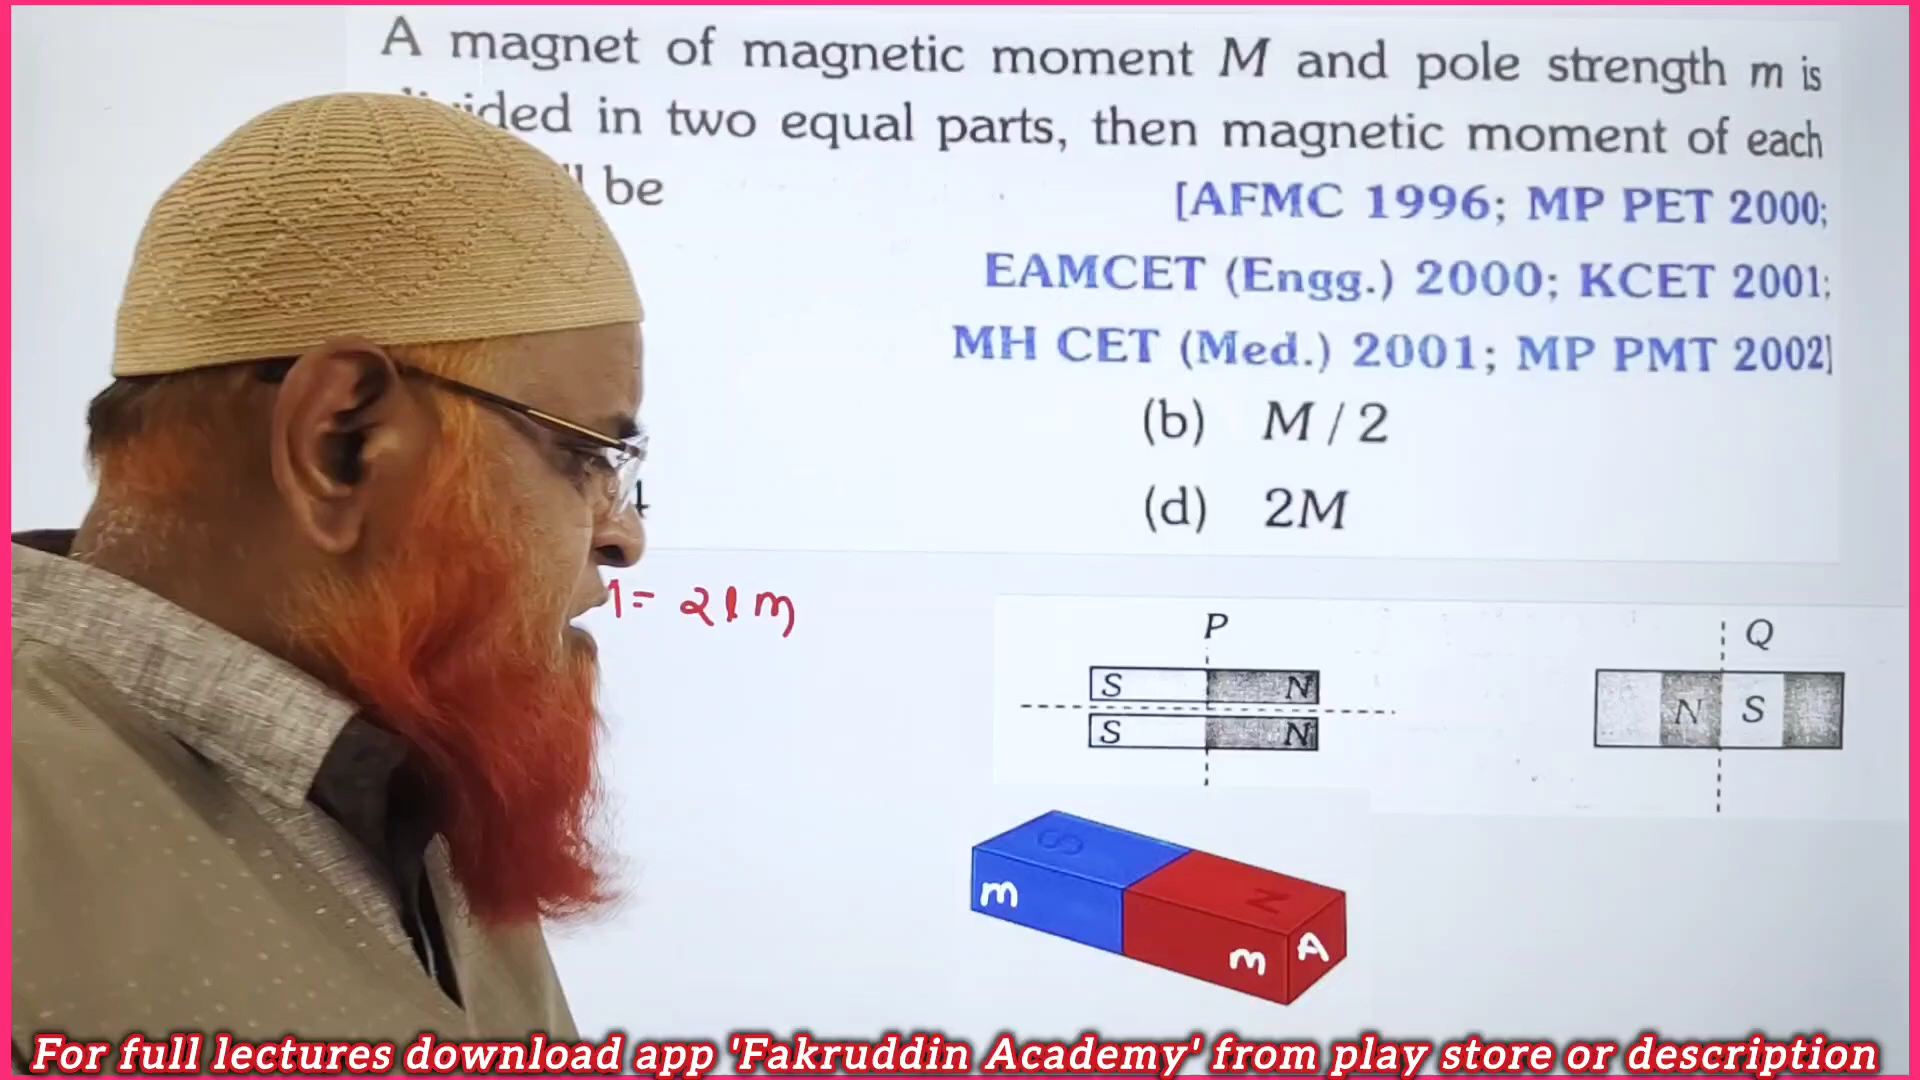 A magnet of magnetic moment M and pole strength m is
in two equal parts, then magnetic moment of each
be
[AFMC 1996; MP PET 2000;
EAMCET (Engg.) 2000; KCET 2001;
MH CET (Med.) 2001; MP PMT 2002]
(b) M / 2
(d) 2M
= 2lm
P
S N
S N
Q
N S
S
N
m
m
A
For full lectures download app 'Fakruddin Academy' from play store or description